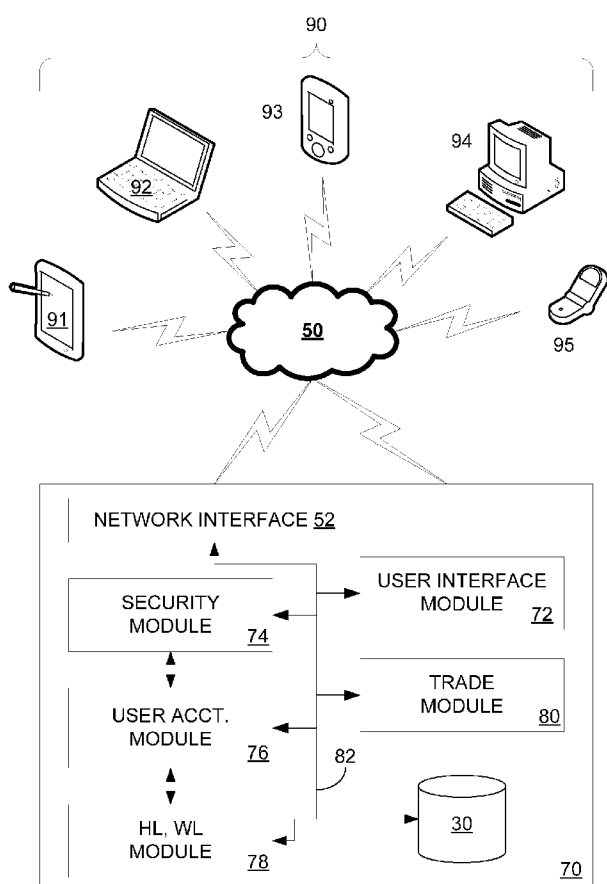 90
93
94
92
91
50
95
NETWORK INTERFACE 52
SECURITY
MODULE
74
USER INTERFACE
MODULE
72
USER ACCT.
MODULE
76
TRADE
MODULE
80
82
HL, WL
MODULE
78
30
70